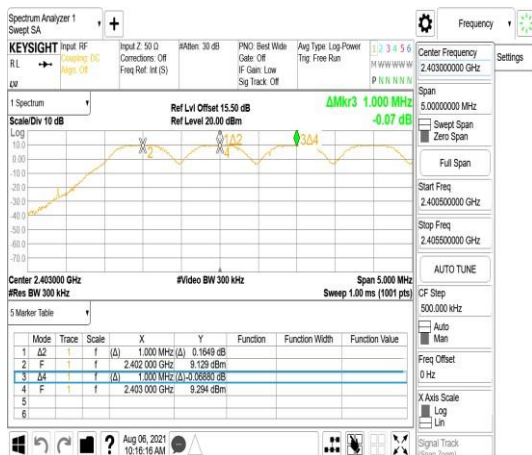 Spectrum Analyzer 1
Swept SA
Frequency
KEYSIGHT Input: RF
Coupling: DC
Align: Off
Input Z: 50 Ω
Corrections: Off
Freq Ref: Int (S)
#Atten: 30 dB
PNO: Best Wide
Gate: Off
IF Gain: Low
Sig Track: Off
Avg Type: Log-Power
Trig: Free Run
1 2 3 4 5 6
M W W W W W
P N N N N N
RL
Settings
Center Frequency
2.403000000 GHz
Span
5.00000000 MHz
Swept Span
Zero Span
Full Span
Start Freq
2.400500000 GHz
Stop Freq
2.405500000 GHz
AUTO TUNE
CF Step
500.000 kHz
Auto
Man
Freq Offset
0 Hz
X Axis Scale
Log
Lin
Signal Track
1 Spectrum
Scale/Div 10 dB
Ref Lvl Offset 15.50 dB
Ref Level 20.00 dBm
ΔMkr3 1.000 MHz
-0.07 dB
Log
10.0
0.00
-10.0
-20.0
-30.0
-40.0
-50.0
-60.0
-70.0
2
1Δ2
4
3Δ4
Center 2.403000 GHz
#Res BW 300 kHz
#Video BW 300 kHz
Span 5.000 MHz
Sweep 1.00 ms (1001 pts)
5 Marker Table
Mode Trace Scale X Y Function Function Width Function Value
1 Δ2 1 f (Δ) 1.000 MHz (Δ) 0.1649 dB
2 F 1 f 2.402 000 GHz 9.129 dBm
3 Δ4 1 f (Δ) 1.000 MHz (Δ) -0.06880 dB
4 F 1 f 2.403 000 GHz 9.294 dBm
5
6
Aug 06, 2021
10:16:16 AM